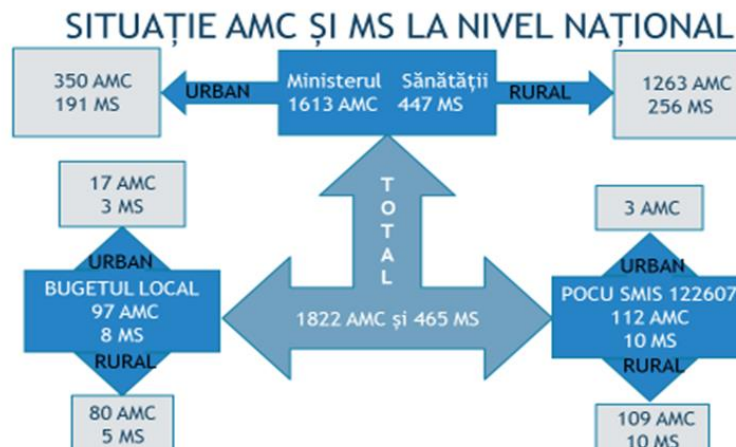 SITUAȚIE AMC ȘI MS LA NIVEL NAȚIONAL
350 AMC
191 MS
URBAN
Ministerul Sănătății
1613 AMC 447 MS
RURAL
1263 AMC
256 MS
17 AMC
3 MS
URBAN
BUGETUL LOCAL
97 AMC
8 MS
RURAL
80 AMC
5 MS
TOTAL
1822 AMC și 465 MS
3 AMC
URBAN
POCU SMIS 122607
112 AMC
10 MS
RURAL
109 AMC
10 MS